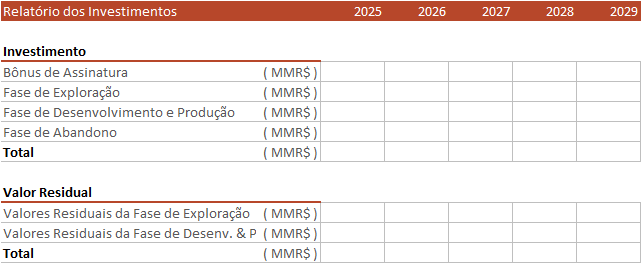 Relatório dos Investimentos 2025 2026 2027 2028 2029
Investimento
Bônus de Assinatura ( MMR$ )
Fase de Exploração ( MMR$ )
Fase de Desenvolvimento e Produção ( MMR$ )
Fase de Abandono ( MMR$ )
Total ( MMR$ )
Valor Residual
Valores Residuais da Fase de Exploração ( MMR$ )
Valores Residuais da Fase de Desenv. & P ( MMR$ )
Total ( MMR$ )